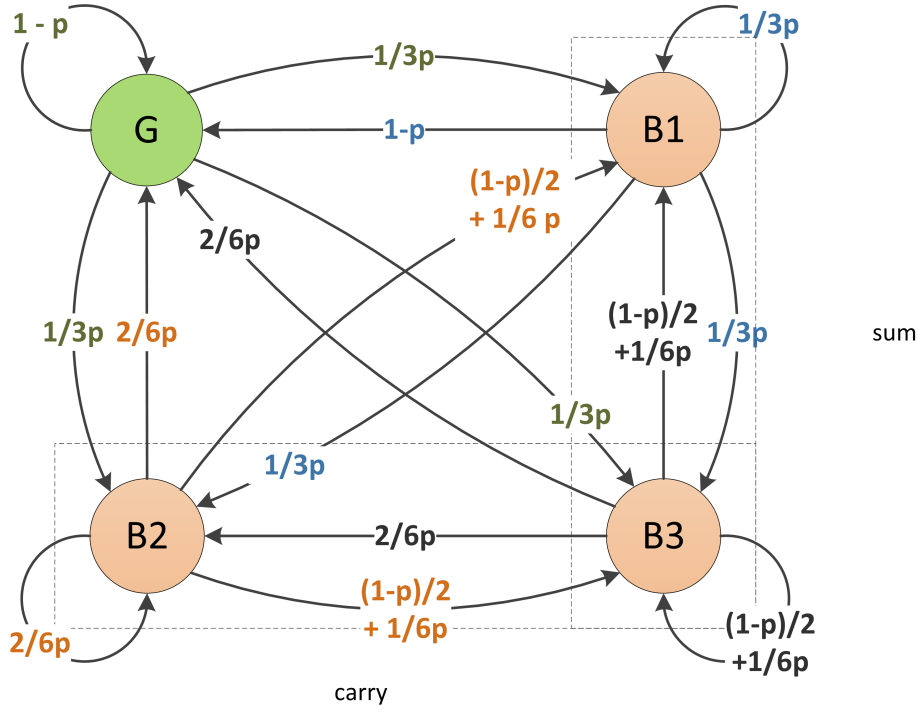 1 - p
1/3p
1/3p
G
1-p
B1
(1-p)/2
+ 1/6 p
2/6p
1/3p
2/6p
(1-p)/2
+1/6p
1/3p
sum
1/3p
1/3p
B2
2/6p
B3
(1-p)/2
+ 1/6p
2/6p
(1-p)/2
+1/6p
carry